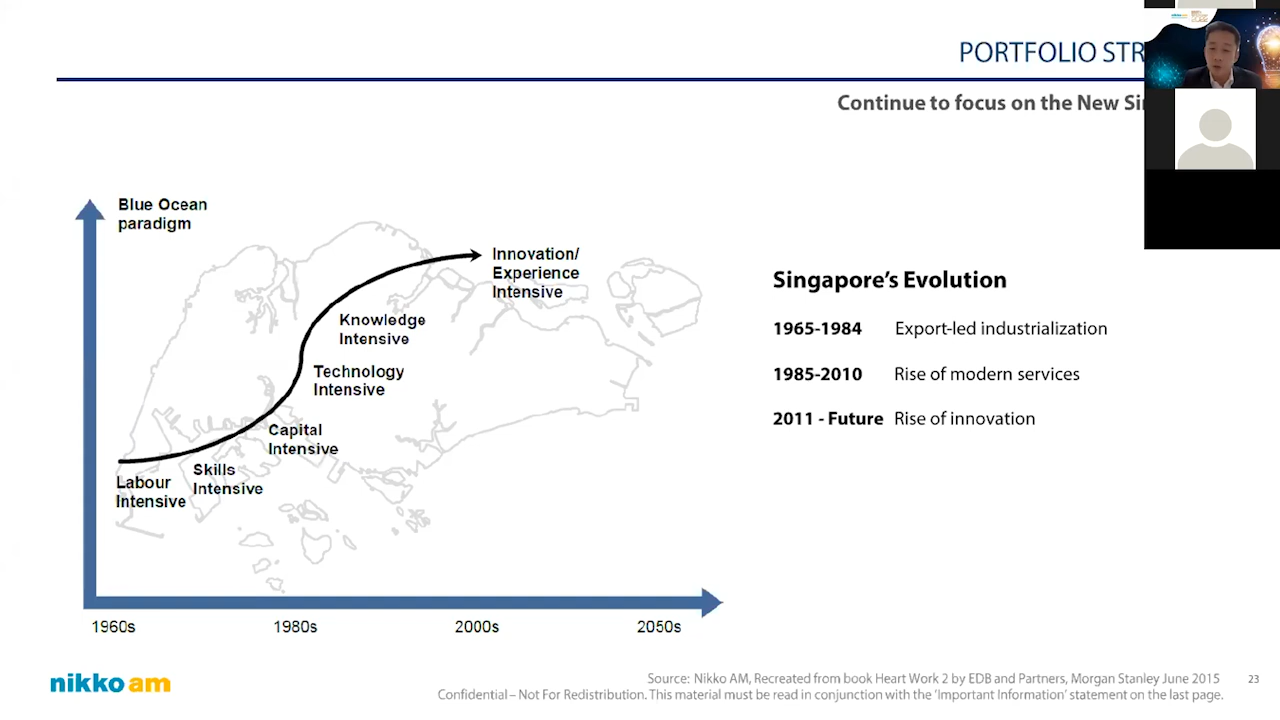 PORTFOLIO
Continue to focus on the New
Blue Ocean
paradigm
Innovation/
Experience
Intensive
Knowledge
Intensive
Technology
Intensive
Capital
Intensive
Skills
Intensive
Labour
Intensive
1960s
1980s
2000s
2050s
Singapore's Evolution
1965-1984 Export-led industrialization
1985-2010 Rise of modern services
2011 - Future Rise of innovation
nikko am
Source: Nikko AM, Recreated from book Heart Work 2 by EDB and Partners, Morgan Stanley June 2015
23
Confidential – Not For Redistribution. This material must be read in conjunction with the 'Important Information' statement on the last page.
nikko am